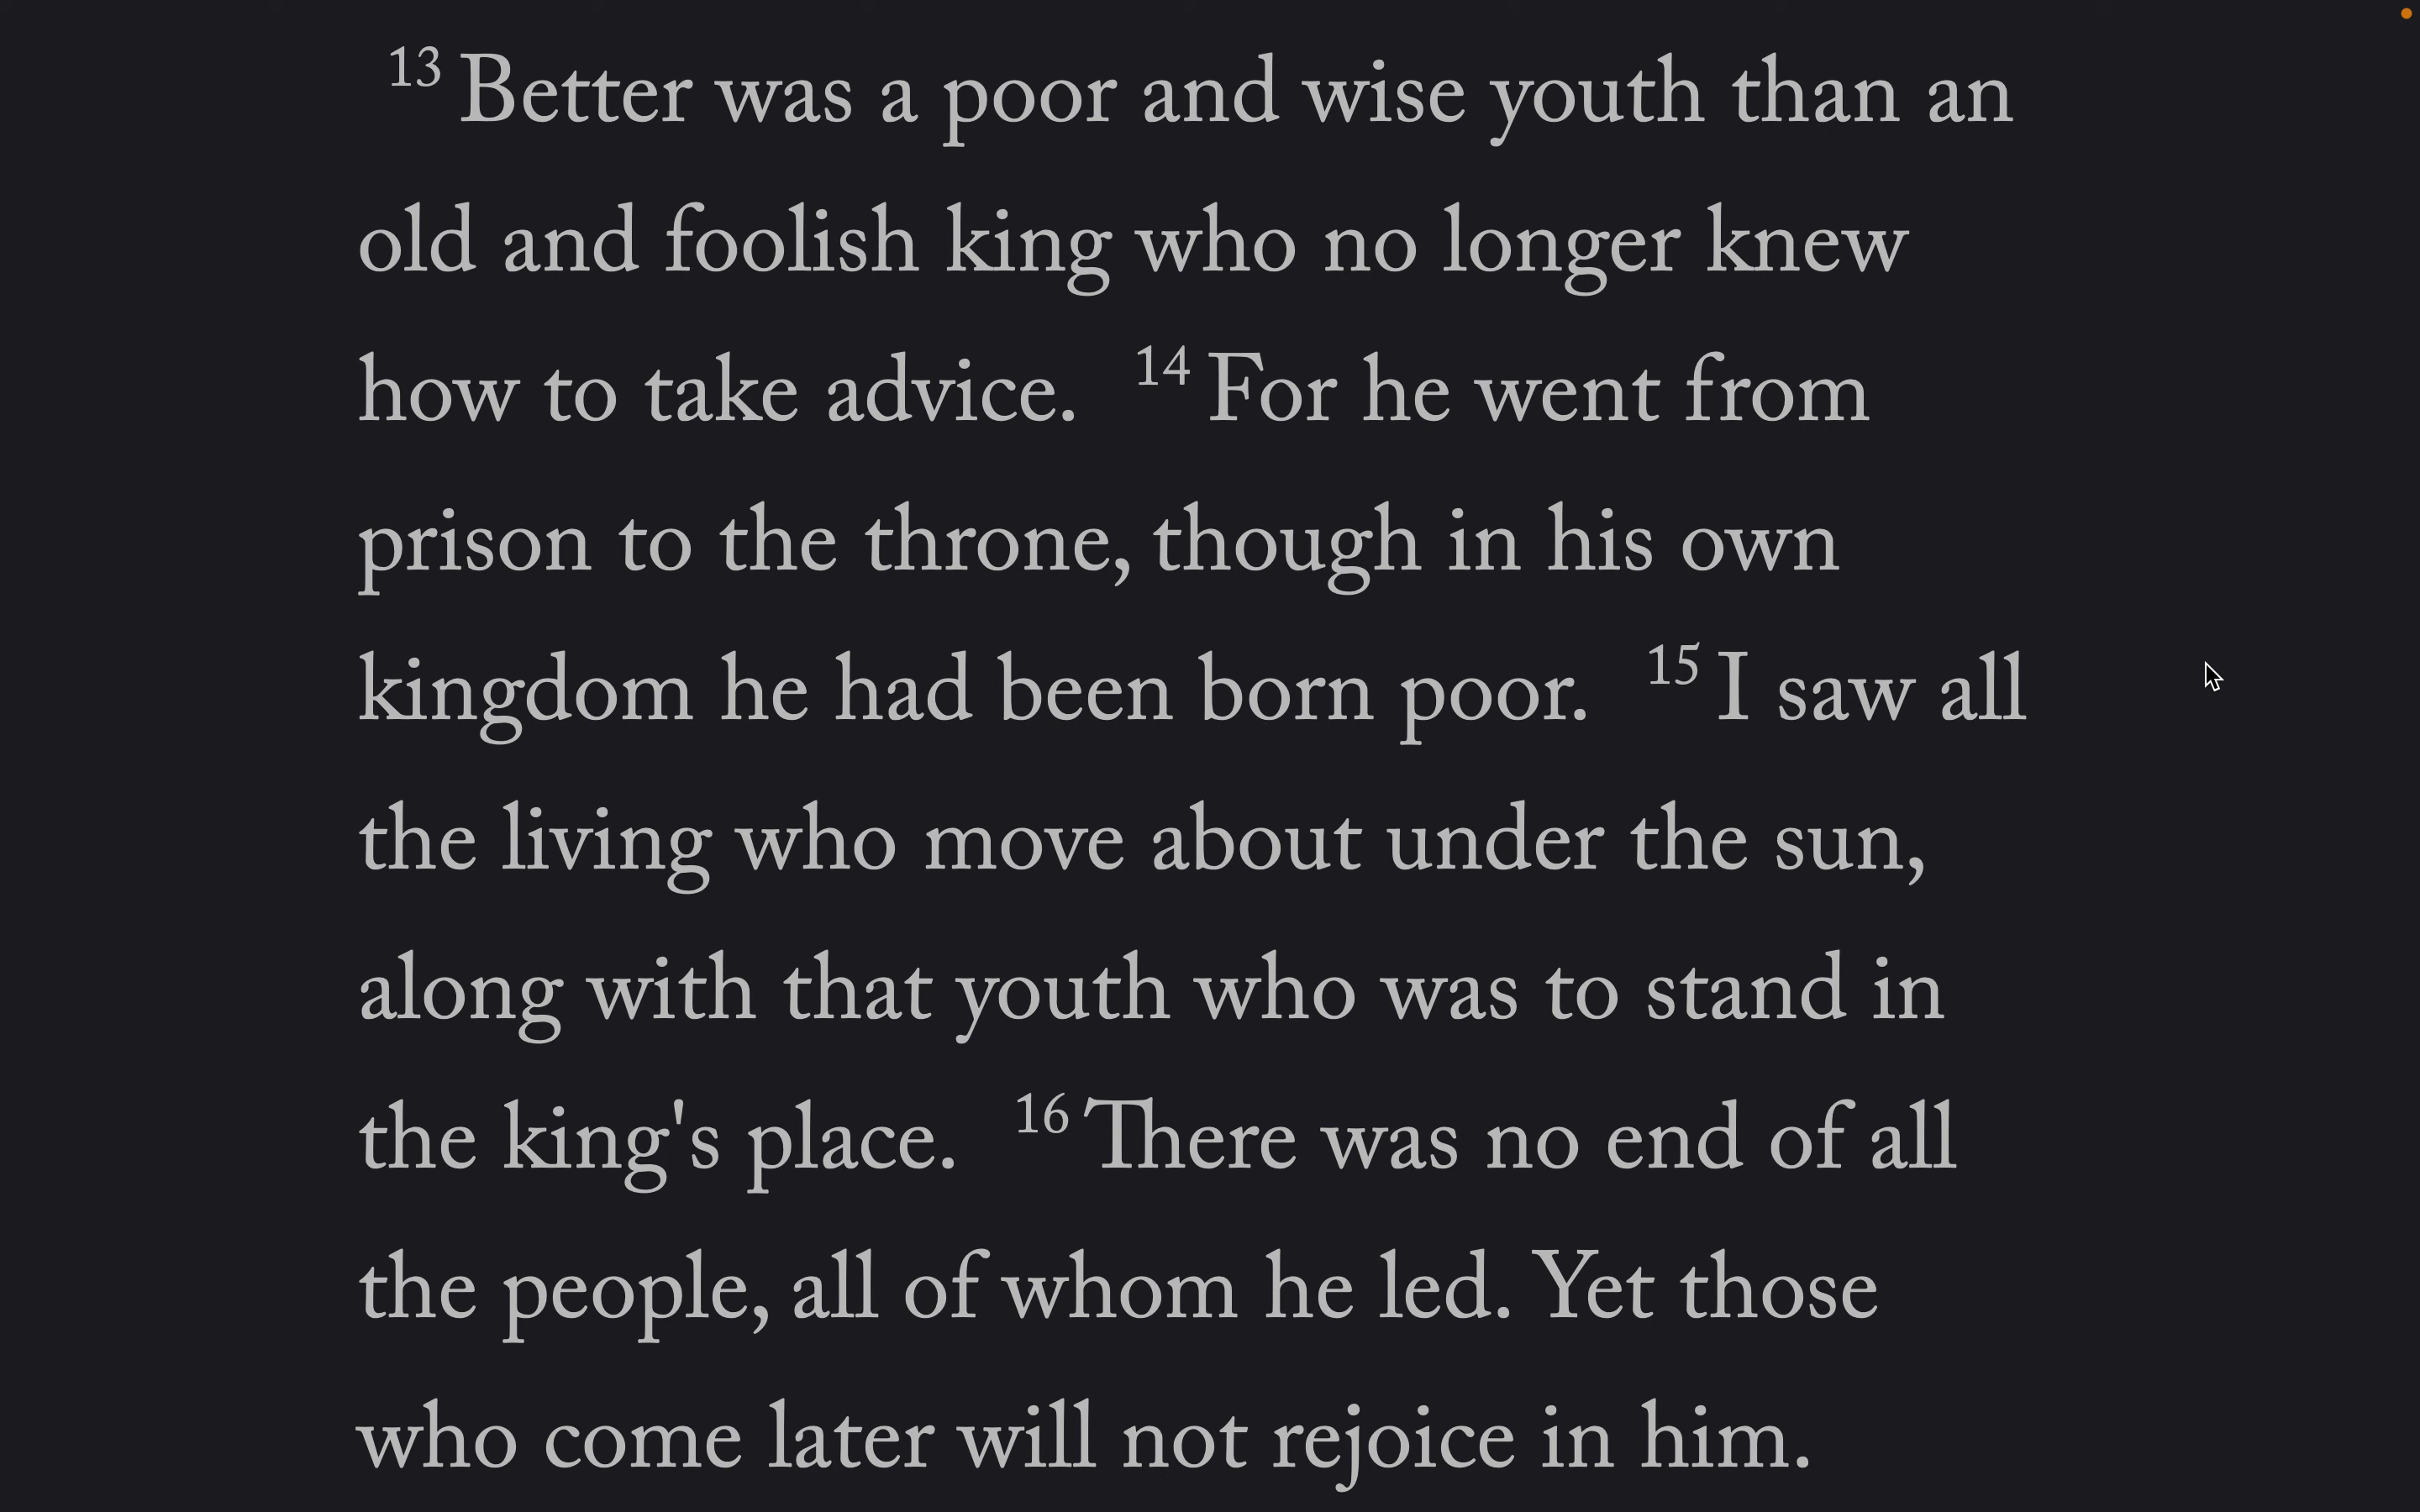 13 Better was a poor and wise youth than an
old and foolish king who no longer knew
how to take advice. 14 For he went from
prison to the throne, though in his own
kingdom he had been born poor. 15 I saw all
the living who move about under the sun,
along with that youth who was to stand in
the king's place. 16 There was no end of all
the people, all of whom he led. Yet those
who come later will not rejoice in him.